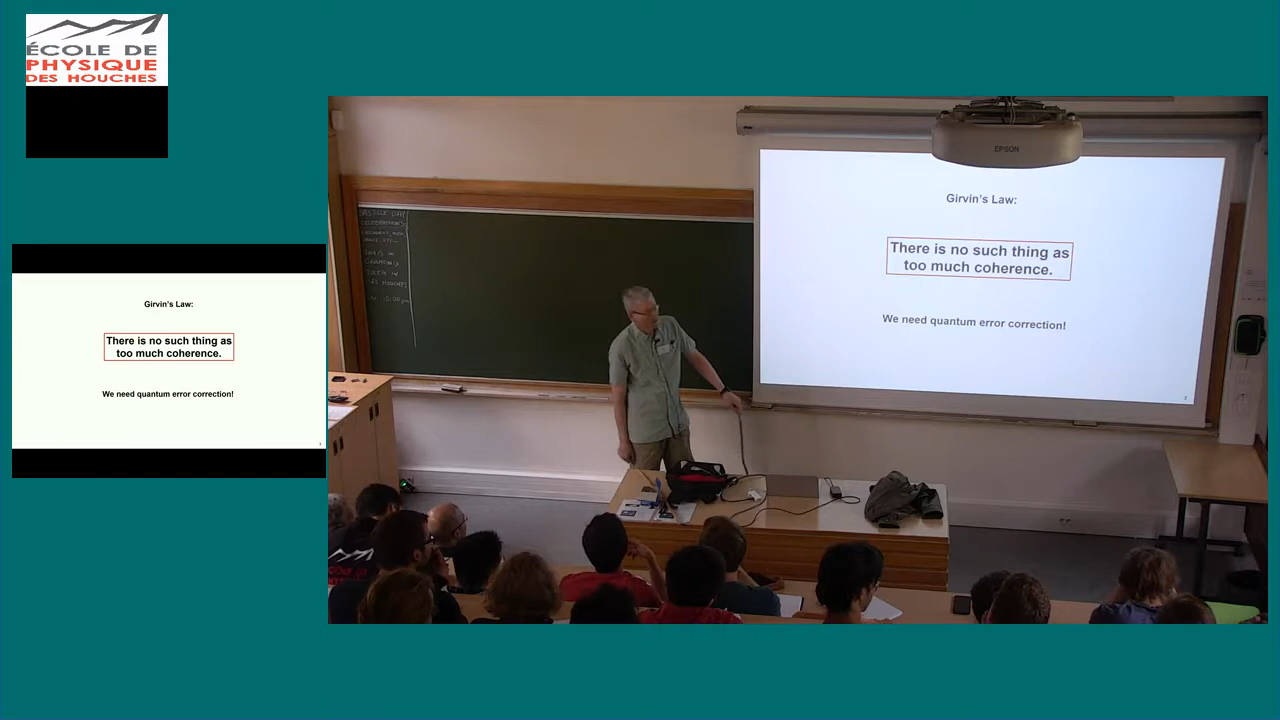 ÉCOLE DE
PHYSIQUE
DES HOUCHES
Girvin's Law:
There is no such thing as
too much coherence.
We need quantum error correction!
EPSON
Girvin's Law:
There is no such thing as
too much coherence.
We need quantum error correction!
BASTILLE DAY